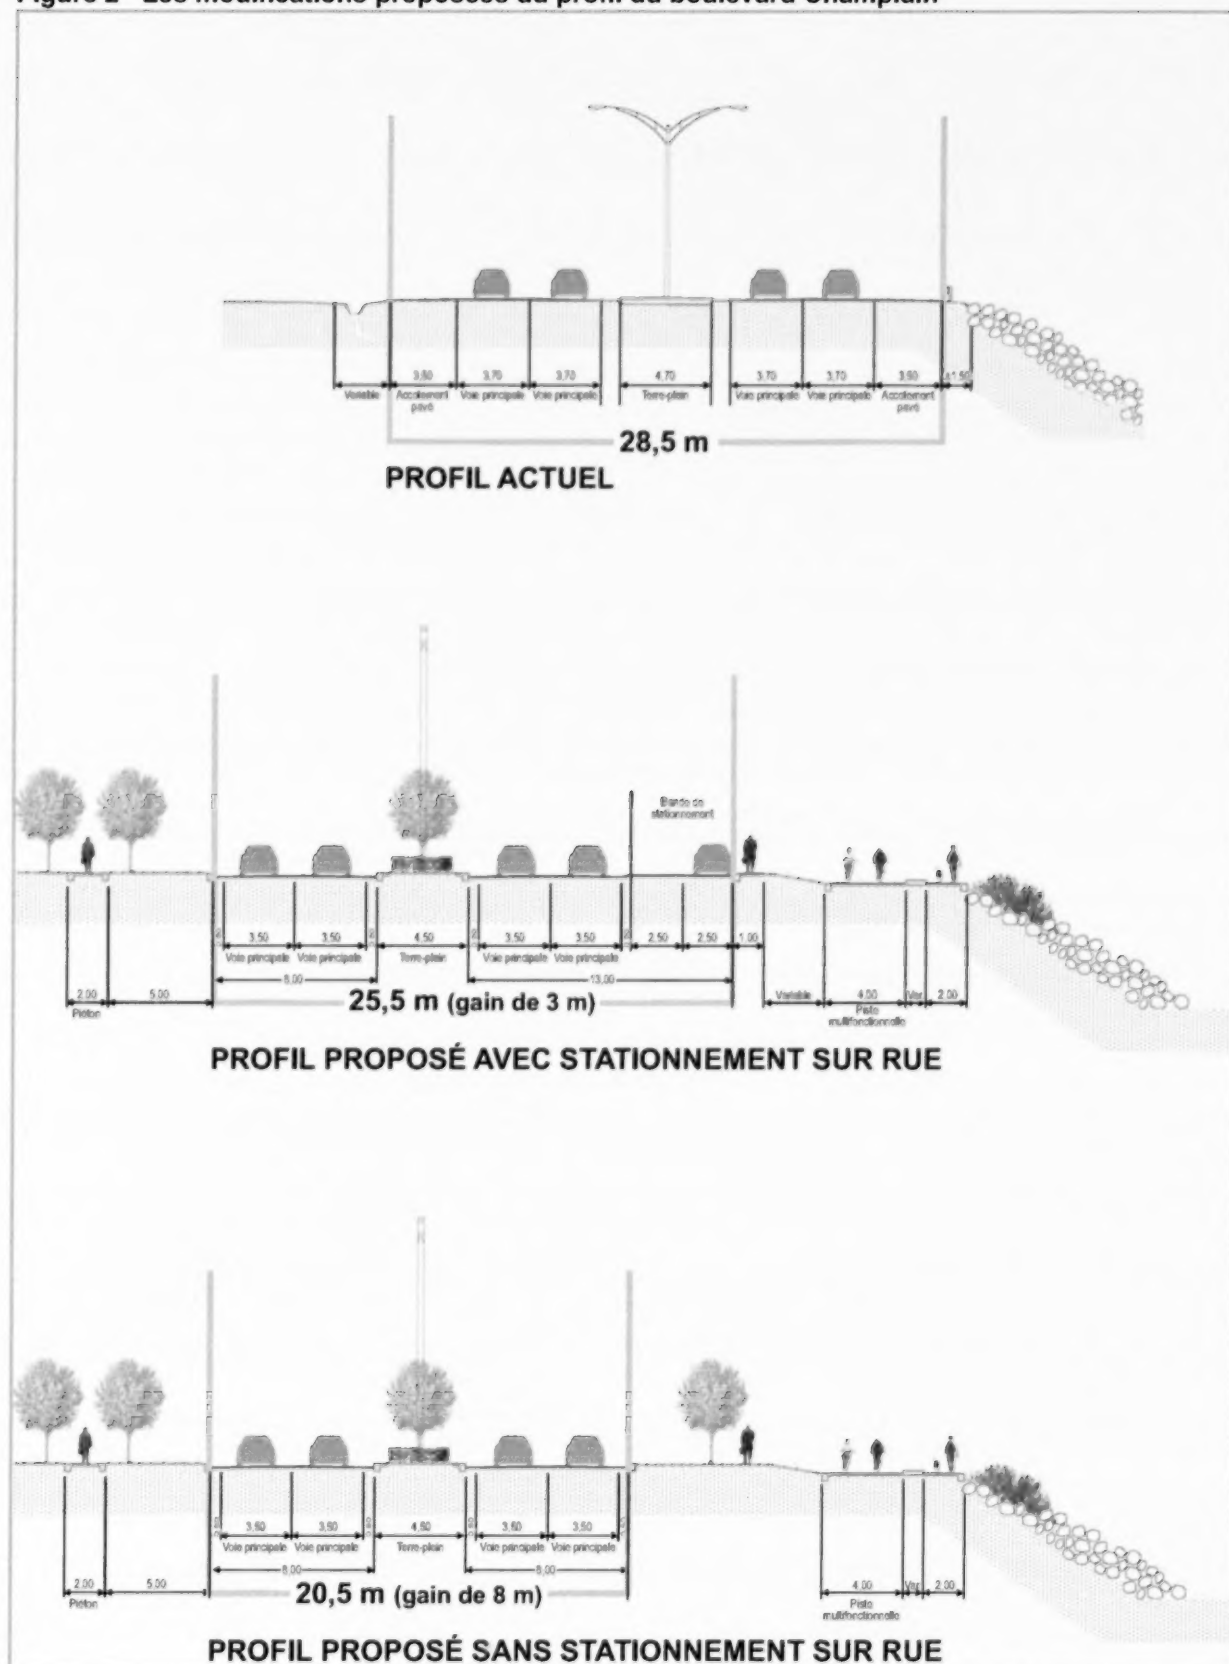 Figure 2 - Les modifications proposées du profil du boulevard Champlain
3,70 3,70 4,70 3,70 3,70 ±1,50
Variable Accotement pavé Voie principale Voie principale Terre-plein Voie principale Voie principale Accotement pavé
28,5 m
PROFIL ACTUEL
Bande de
stationnement
3,50 3,50 4,50 3,50 3,50 2,50 2,50 1,00
Voie principale Voie principale Terre-plein Voie principale Voie principale
8,00 13,00
2,00 5,00 Variable 4,00 Var. 2,00
Piéton
25,5 m (gain de 3 m)
Piste
multifonctionnelle
PROFIL PROPOSÉ AVEC STATIONNEMENT SUR RUE
3,50 3,50 4,50 3,50 3,50
Voie principale Voie principale Terre-plein Voie principale Voie principale
8,00 8,00
2,00 5,00 4,00 Var. 2,00
Piéton
20,5 m (gain de 8 m)
Piste
multifonctionnelle
PROFIL PROPOSÉ SANS STATIONNEMENT SUR RUE